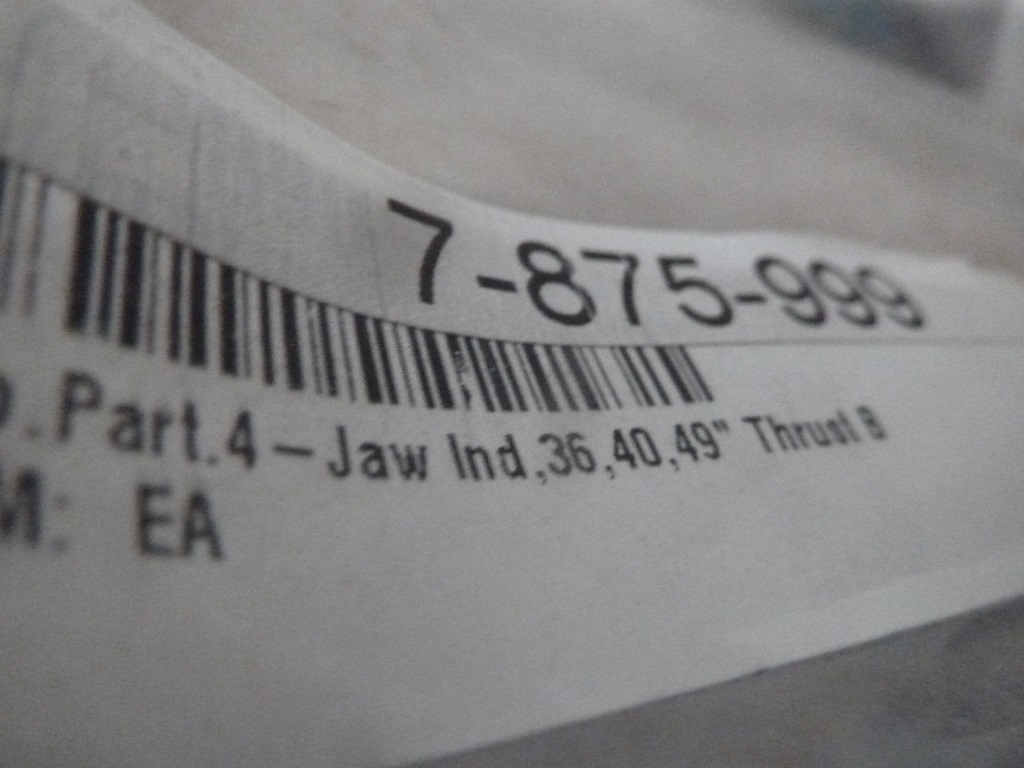 7-875-999
.Part.4-Jaw Ind,36,40,49" Thrust B
M: EA